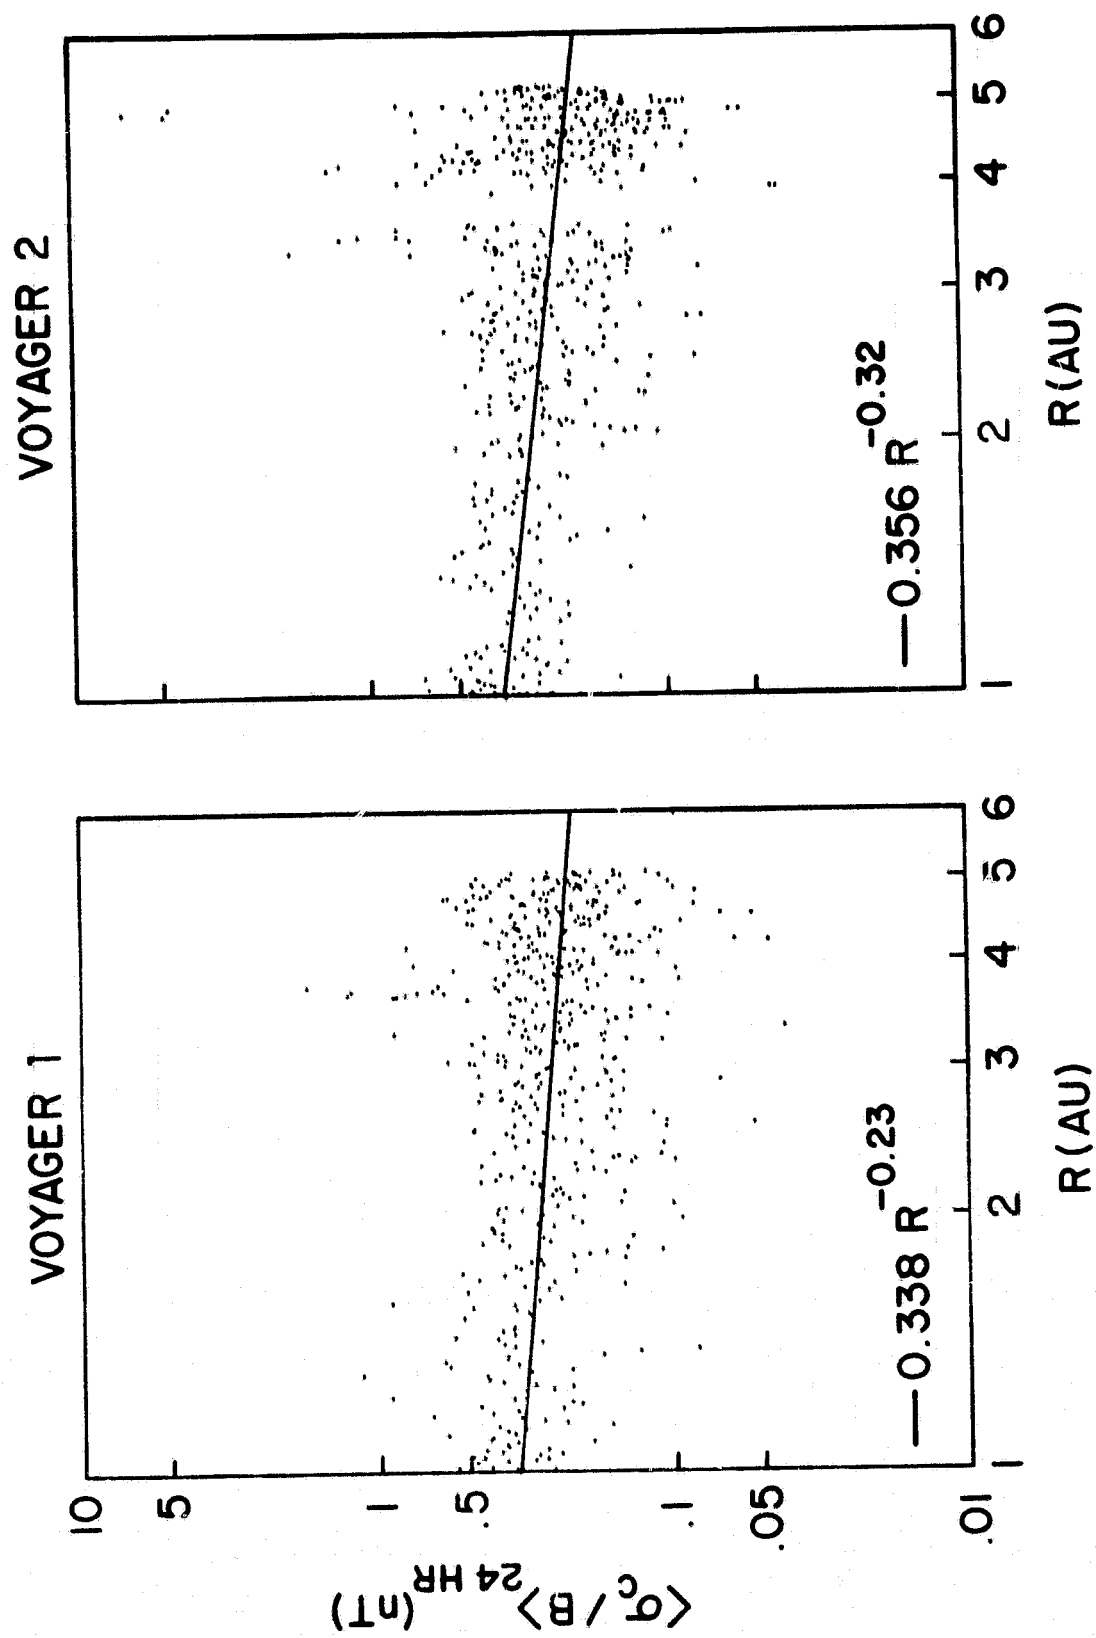 VOYAGER 1
VOYAGER 2
10
5
1
.5
.1
.05
.01
⟨σc/B⟩24 HR (nT)
—0.338 R^-0.23
—0.356 R^-0.32
1 2 3 4 5 6
1 2 3 4 5 6
R(AU)
R(AU)